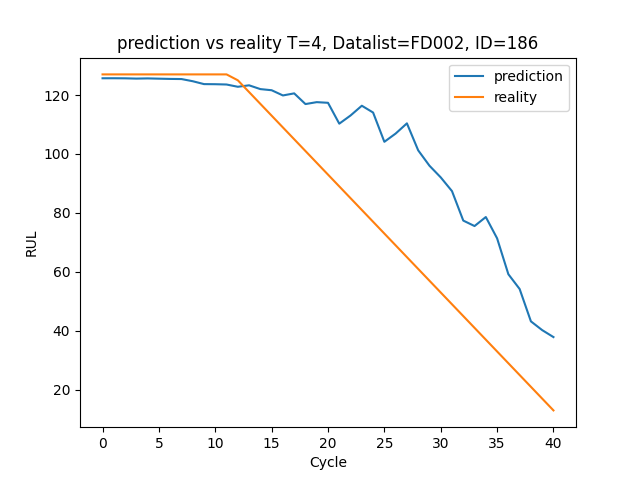 prediction vs reality T=4, Datalist=FD002, ID=186
prediction
reality
RUL
120
100
80
60
40
20
0 5 10 15 20 25 30 35 40
Cycle